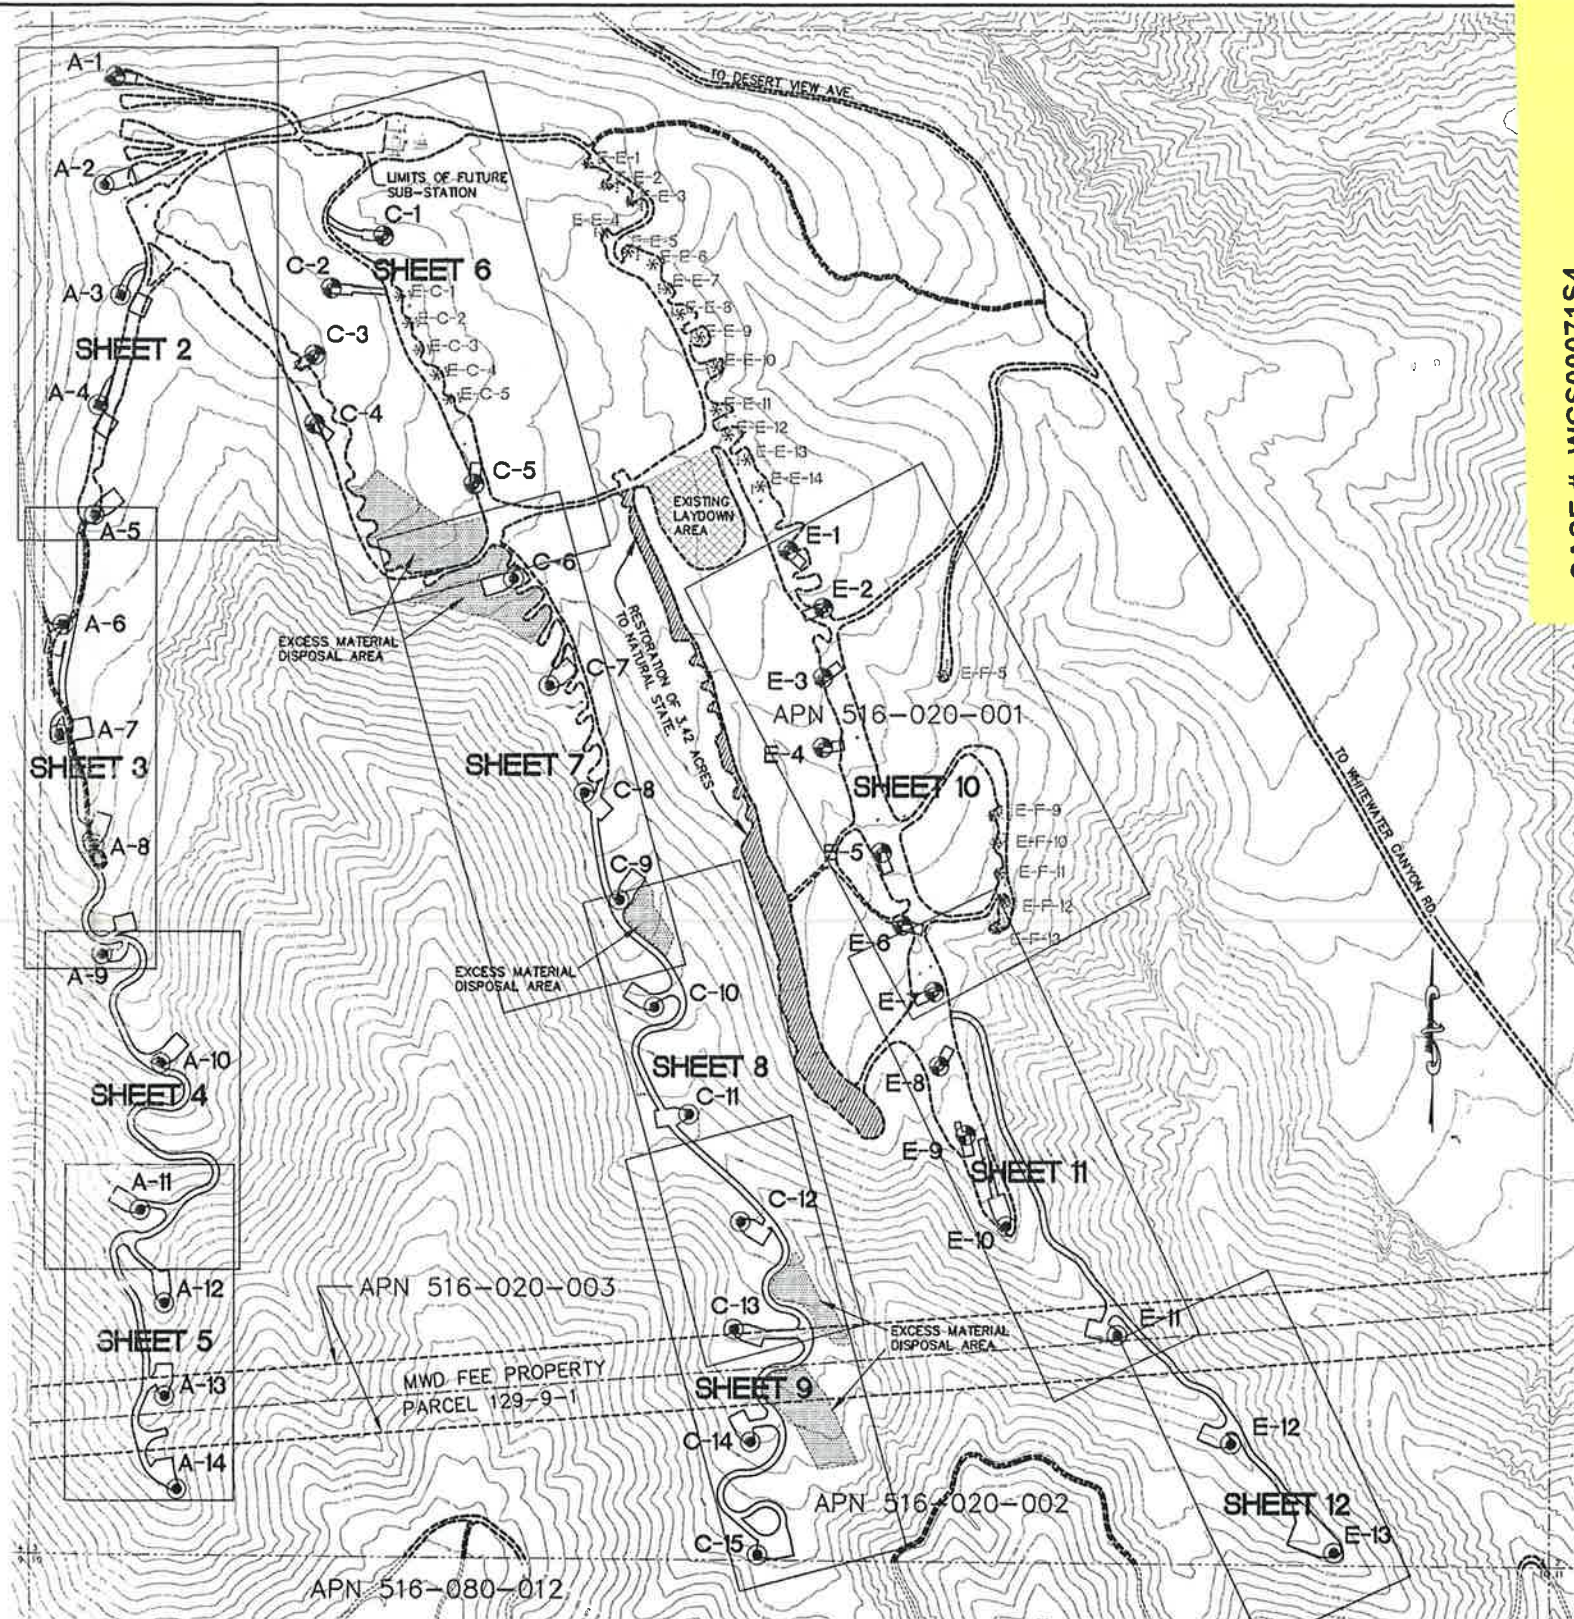 TO DESERT VIEW AVE.
A-1
A-2
LIMITS OF FUTURE
SUB-STATION
C-1
E-E-1
E-E-2
E-E-3
E-E-4
E-E-5
E-E-6
E-E-7
E-E-8
E-E-9
E-E-10
E-E-11
E-E-12
E-E-13
E-E-14
C-2
SHEET 6
E-C-1
E-C-2
E-C-3
E-C-4
E-C-5
A-3
C-3
SHEET 2
A-4
C-4
C-5
A-5
EXISTING
LAYDOWN
AREA
E-1
C-6
E-2
A-6
EXCESS MATERIAL
DISPOSAL AREA
RESTORATION OF 3.42 ACRES
TO NATURAL STATE.
C-7
E-3
E-F-5
APN 516-020-001
A-7
E-4
SHEET 3
SHEET 7
C-8
SHEET 10
TO WHITEWATER CANYON RD.
E-F-9
E-F-10
E-F-11
E-F-12
E-F-13
A-8
E-5
C-9
E-6
A-9
EXCESS MATERIAL
DISPOSAL AREA
C-10
E-7
A-10
SHEET 4
SHEET 8
E-8
C-11
E-9
SHEET 11
A-11
C-12
E-10
A-12
APN 516-020-003
C-13
E-11
SHEET 5
EXCESS MATERIAL
DISPOSAL AREA
MWD FEE PROPERTY
PARCEL 129-9-1
A-13
SHEET 9
C-14
E-12
A-14
APN 516-020-002
SHEET 12
C-15
E-13
APN 516-080-012
CASE # WCS00071S4